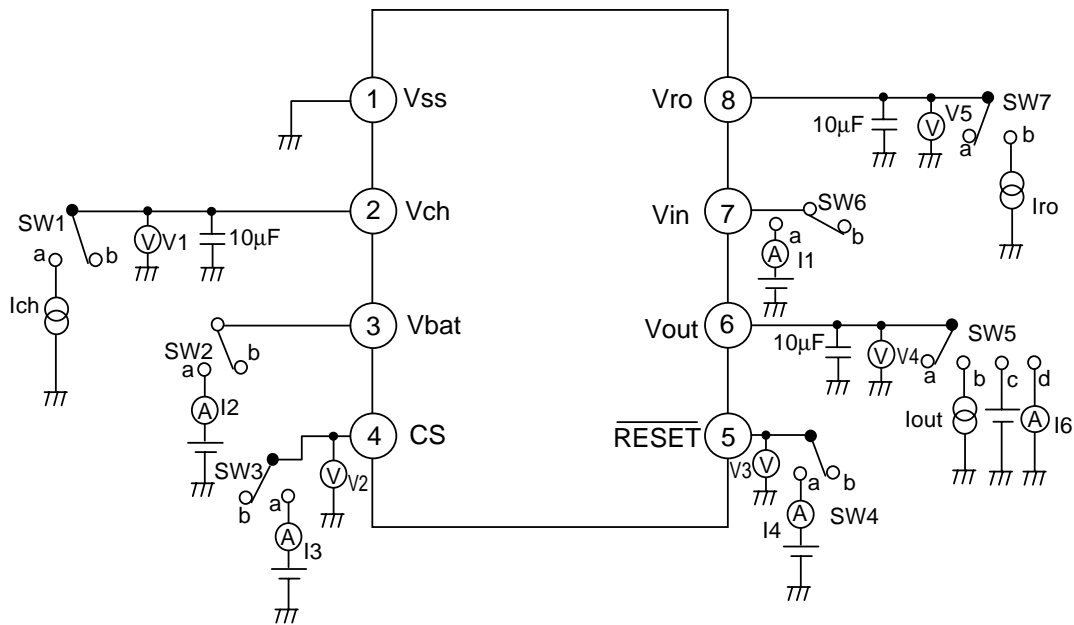 1 Vss
Vro 8
10μF
V
V5
SW7
a
b
Iro
SW1
a
b
V
V1
10μF
Vch
2
Ich
Vin
7
SW6
a
b
A
I1
Vbat
3
SW2
a
b
A
I2
Vout
6
10μF
V
V4
SW5
a
b
c
d
Iout
A
I6
CS
4
SW3
b
a
V
V2
A
I3
RESET
5
V3
V
a
b
A
I4
SW4